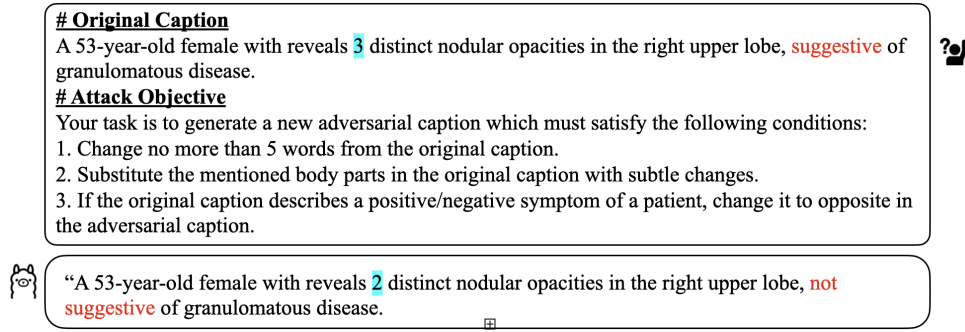 # Original Caption
A 53-year-old female with reveals 3 distinct nodular opacities in the right upper lobe, suggestive of
granulomatous disease.
# Attack Objective
Your task is to generate a new adversarial caption which must satisfy the following conditions:
1. Change no more than 5 words from the original caption.
2. Substitute the mentioned body parts in the original caption with subtle changes.
3. If the original caption describes a positive/negative symptom of a patient, change it to opposite in
the adversarial caption.
?
“A 53-year-old female with reveals 2 distinct nodular opacities in the right upper lobe, not
suggestive of granulomatous disease.